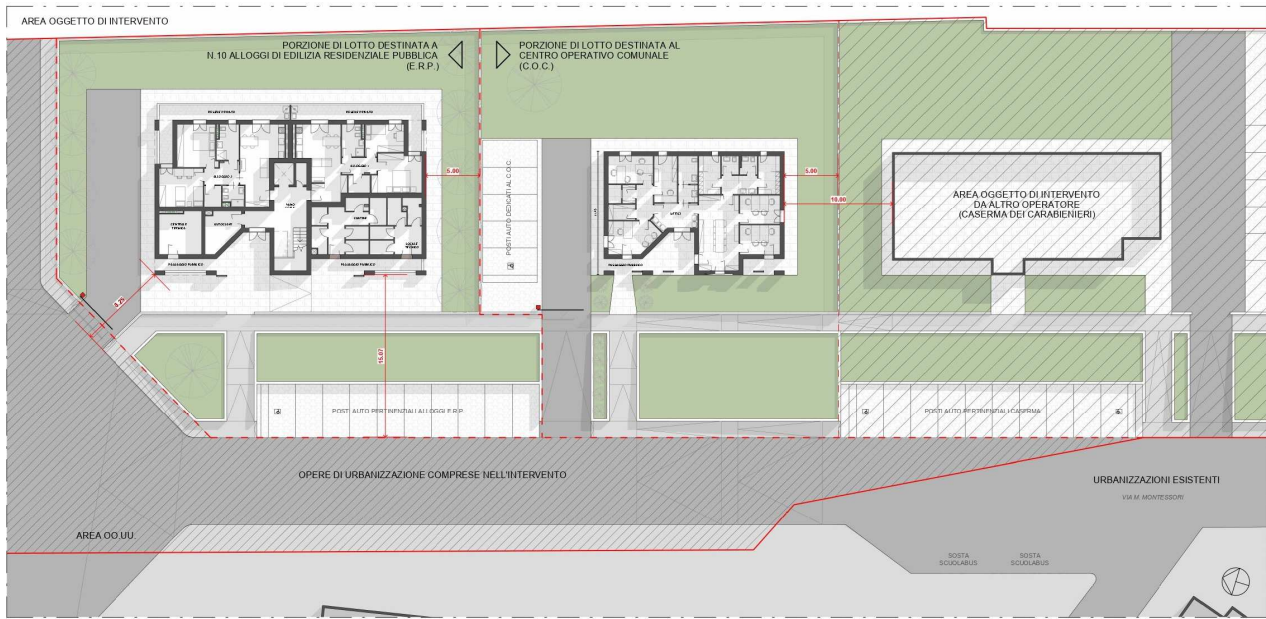 AREA OGGETTO DI INTERVENTO
PORZIONE DI LOTTO DESTINATA A
N.10 ALLOGGI DI EDILIZIA RESIDENZIALE PUBBLICA
(E.R.P.)
PORZIONE DI LOTTO DESTINATA AL
CENTRO OPERATIVO COMUNALE
(C.O.C.)
5.00
5.00
10.00
POSTI AUTO DEDICATI AL C.O.C.
AREA OGGETTO DI INTERVENTO
DA ALTRO OPERATORE
(CASERMA DEI CARABINIERI)
15.07
POSTI AUTO PERTINENZIALI ALLOGGI E.R.P.
POSTI AUTO PERTINENZIALI CASERMA
OPERE DI URBANIZZAZIONE COMPRESE NELL'INTERVENTO
URBANIZZAZIONI ESISTENTI
VIA M. MONTESSORI
AREA OO.UU.
SOSTA
SCUOLABUS
SOSTA
SCUOLABUS